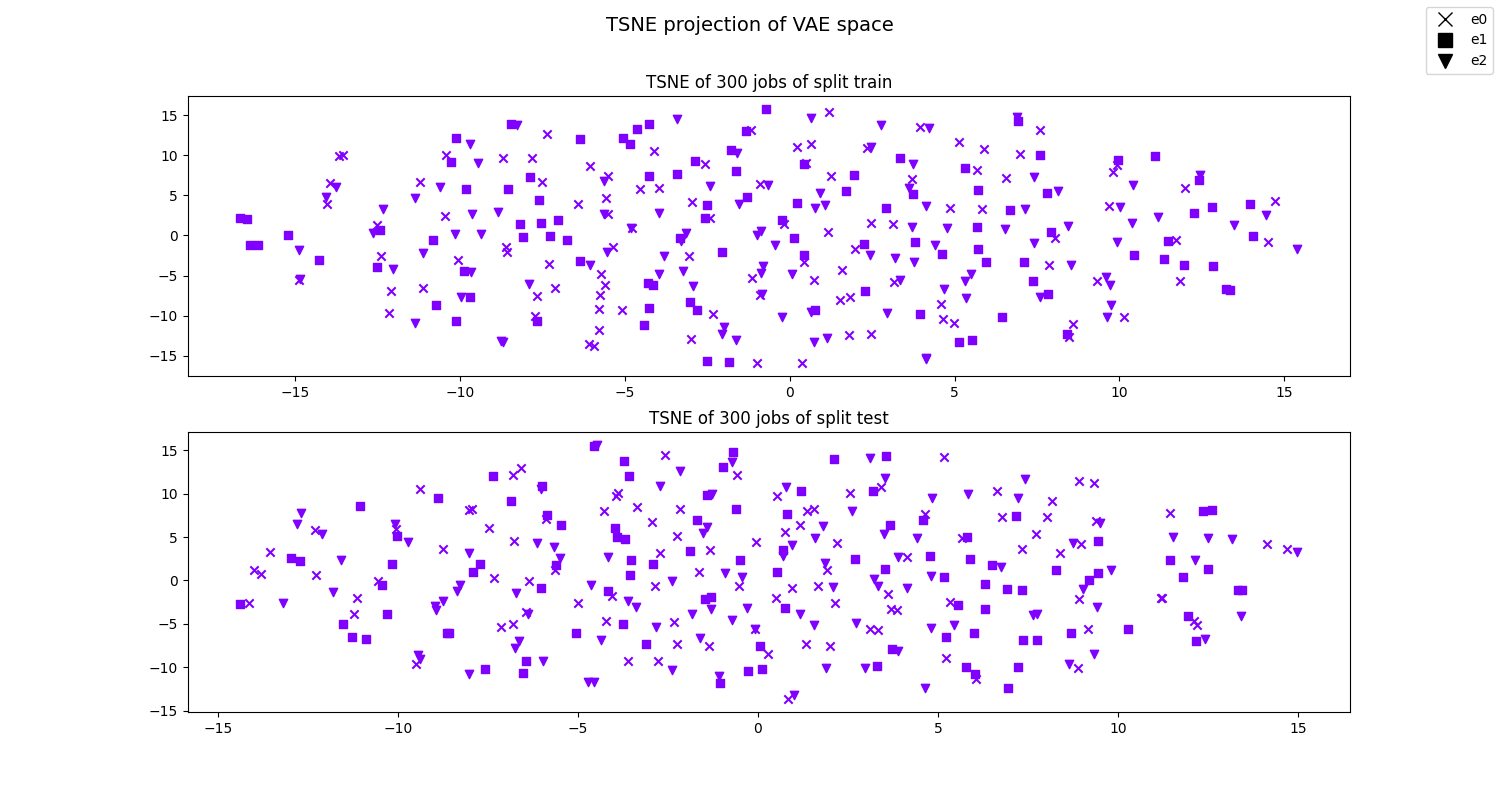 TSNE projection of VAE space
e0
e1
e2
TSNE of 300 jobs of split train
15
10
5
0
−5
−10
−15
−15 −10 −5 0 5 10 15
TSNE of 300 jobs of split test
15
10
5
0
−5
−10
−15
−15 −10 −5 0 5 10 15